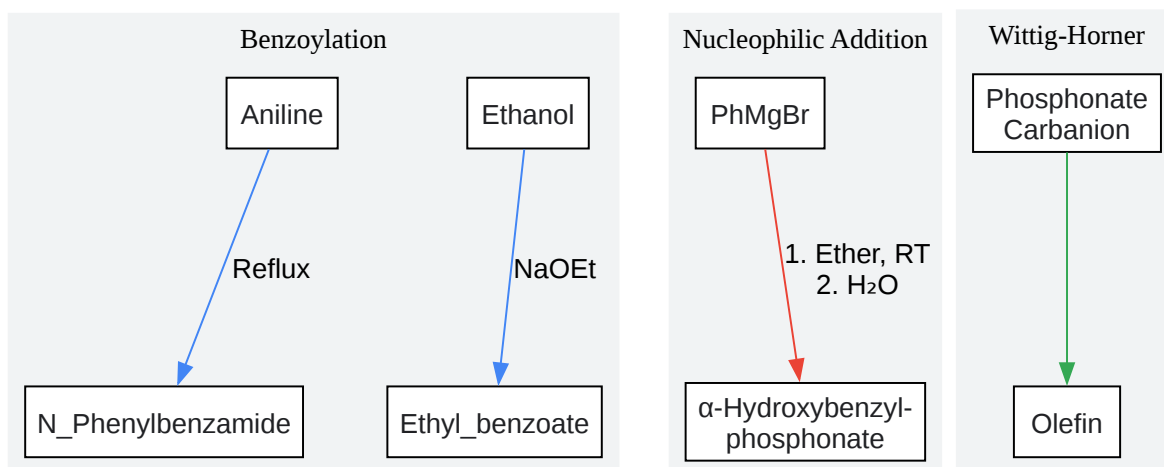 Benzoylation
Aniline
Ethanol
Reflux
NaOEt
N_Phenylbenzamide
Ethyl_benzoate
Nucleophilic Addition
PhMgBr
1. Ether, RT
2. H₂O
α-Hydroxybenzyl-
phosphonate
Wittig-Horner
Phosphonate
Carbanion
Olefin